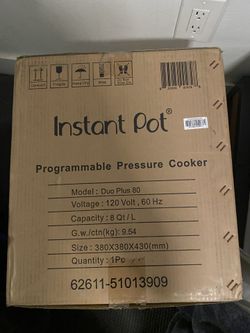 Instant Pot®
Programmable Pressure Cooker
Model : Duo Plus 80
Voltage : 120 Volt , 60 Hz
Capacity : 8 Qt / L
G.w./ctn(kg): 9.54
Size : 380X380X430(mm)
Quantity : 1Pc
62611-51013909